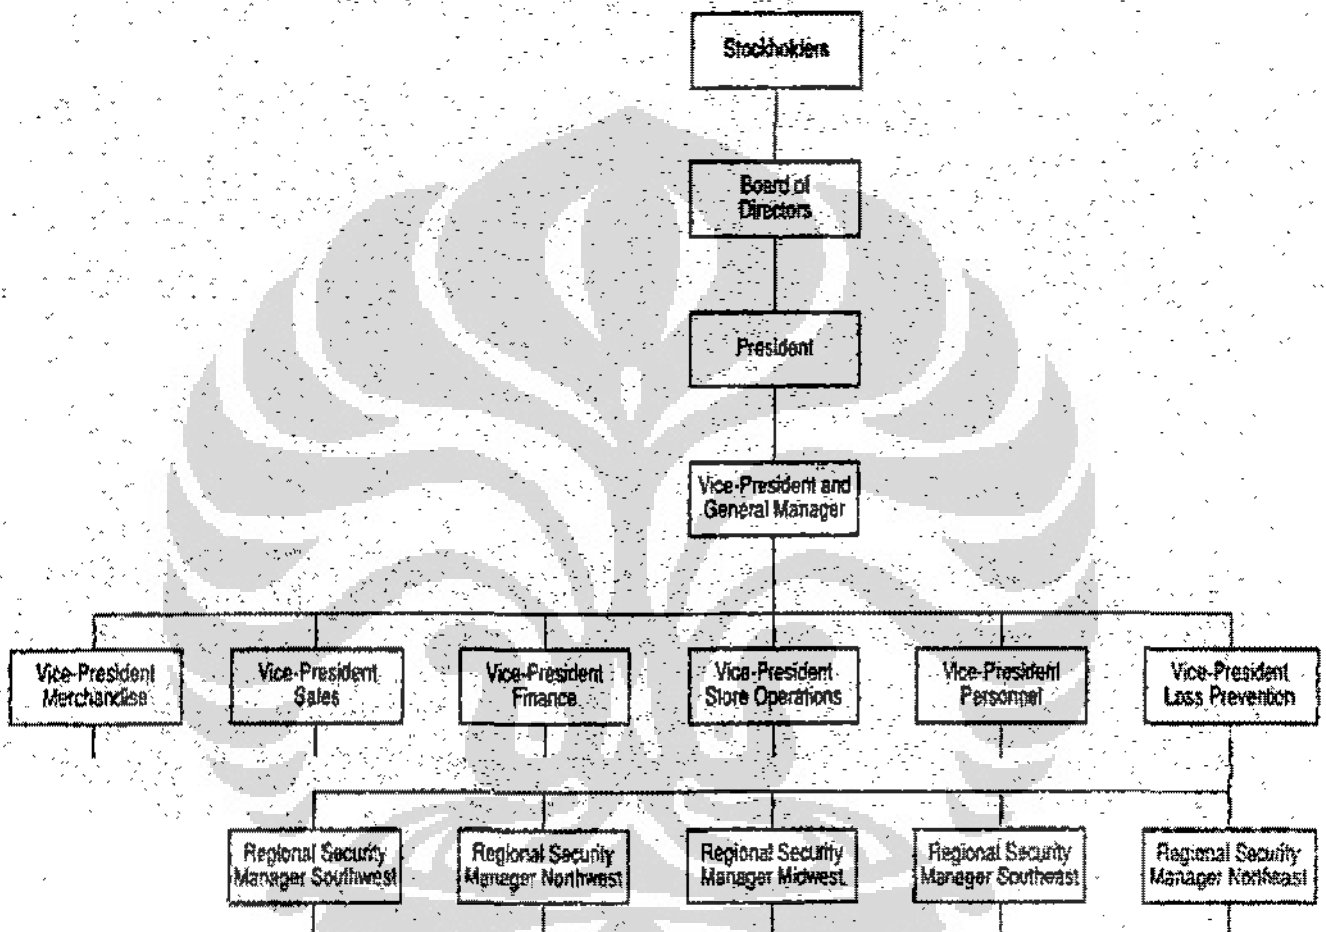 Stockholders
Board of
Directors
President
Vice-President and
General Manager
Vice-President
Merchandise
Vice-President
Sales
Vice-President
Finance
Vice-President
Store Operations
Vice-President
Personnel
Vice-President
Loss Prevention
Regional Security
Manager Southwest
Regional Security
Manager Northwest
Regional Security
Manager Midwest
Regional Security
Manager Southeast
Regional Security
Manager Northeast